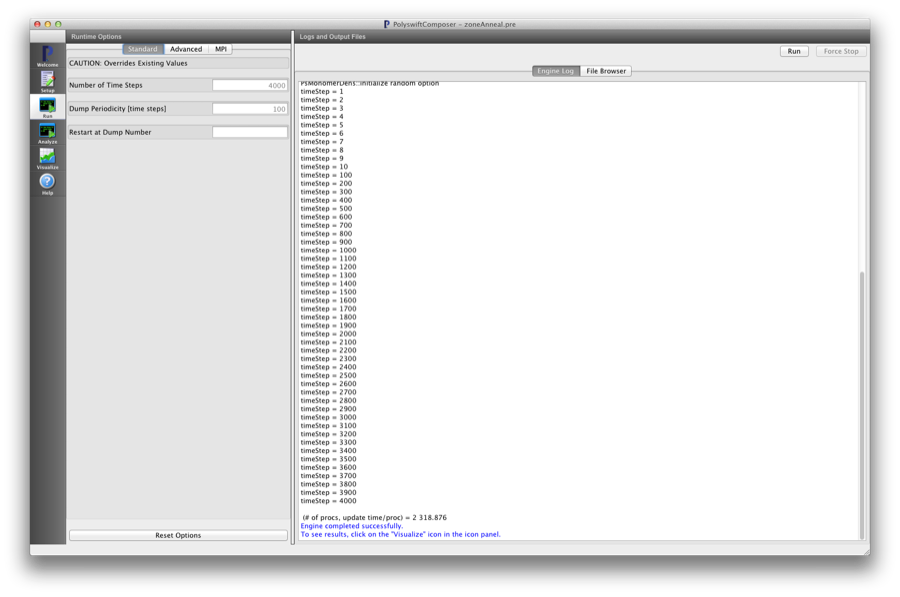 PolyswiftComposer - zoneAnneal.pre
Runtime Options
Logs and Output Files
Welcome
Setup
Run
Analyze
Visualize
Help
Standard
Advanced
MPI
CAUTION: Overrides Existing Values
Number of Time Steps
4000
Dump Periodicity [time steps]
100
Restart at Dump Number
Reset Options
Run
Force Stop
Engine Log
File Browser
PsMonomerDens::initialize random option
timeStep = 1
timeStep = 2
timeStep = 3
timeStep = 4
timeStep = 5
timeStep = 6
timeStep = 7
timeStep = 8
timeStep = 9
timeStep = 10
timeStep = 100
timeStep = 200
timeStep = 300
timeStep = 400
timeStep = 500
timeStep = 600
timeStep = 700
timeStep = 800
timeStep = 900
timeStep = 1000
timeStep = 1100
timeStep = 1200
timeStep = 1300
timeStep = 1400
timeStep = 1500
timeStep = 1600
timeStep = 1700
timeStep = 1800
timeStep = 1900
timeStep = 2000
timeStep = 2100
timeStep = 2200
timeStep = 2300
timeStep = 2400
timeStep = 2500
timeStep = 2600
timeStep = 2700
timeStep = 2800
timeStep = 2900
timeStep = 3000
timeStep = 3100
timeStep = 3200
timeStep = 3300
timeStep = 3400
timeStep = 3500
timeStep = 3600
timeStep = 3700
timeStep = 3800
timeStep = 3900
timeStep = 4000
(# of procs, update time/proc) = 2 318.876
Engine completed successfully.
To see results, click on the "Visualize" icon in the icon panel.